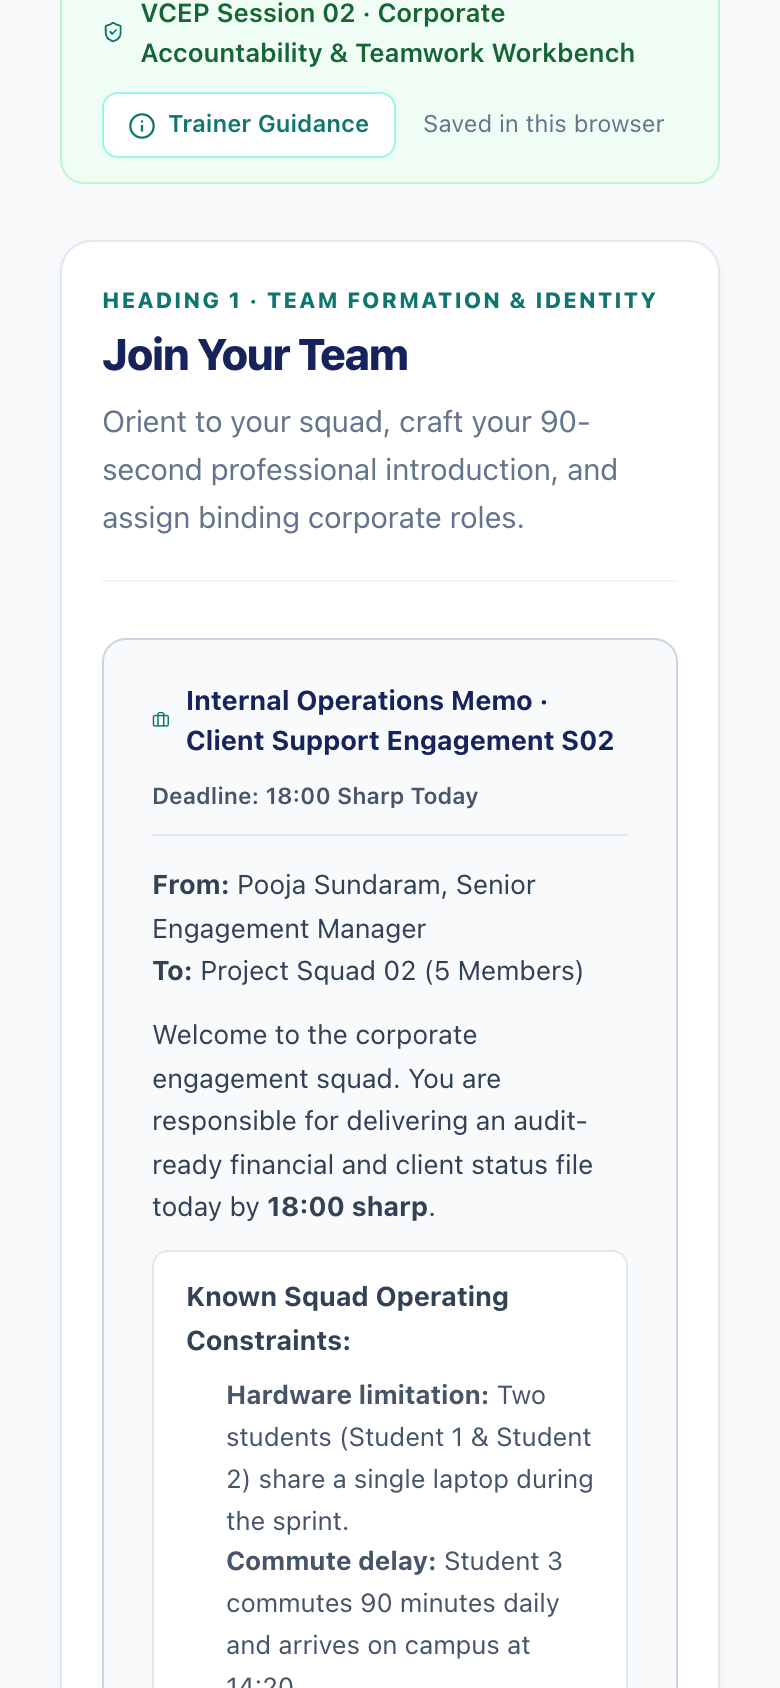 VCEP Session 02 · Corporate
Accountability & Teamwork Workbench
Trainer Guidance
Saved in this browser
HEADING 1 · TEAM FORMATION & IDENTITY
Join Your Team
Orient to your squad, craft your 90-
second professional introduction, and
assign binding corporate roles.
Internal Operations Memo ·
Client Support Engagement S02
Deadline: 18:00 Sharp Today
From: Pooja Sundaram, Senior
Engagement Manager
To: Project Squad 02 (5 Members)
Welcome to the corporate
engagement squad. You are
responsible for delivering an audit-
ready financial and client status file
today by 18:00 sharp.
Known Squad Operating
Constraints:
Hardware limitation: Two
students (Student 1 & Student
2) share a single laptop during
the sprint.
Commute delay: Student 3
commutes 90 minutes daily
and arrives on campus at
14:20